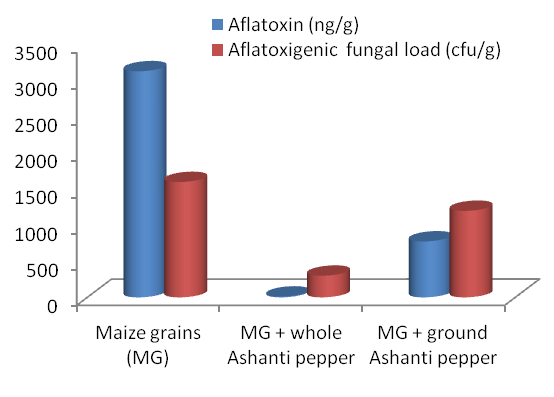 Aflatoxin (ng/g)
Aflatoxigenic fungal load (cfu/g)
3500
3000
2500
2000
1500
1000
500
0
Maize grains
(MG)
MG + whole
Ashanti pepper
MG + ground
Ashanti pepper